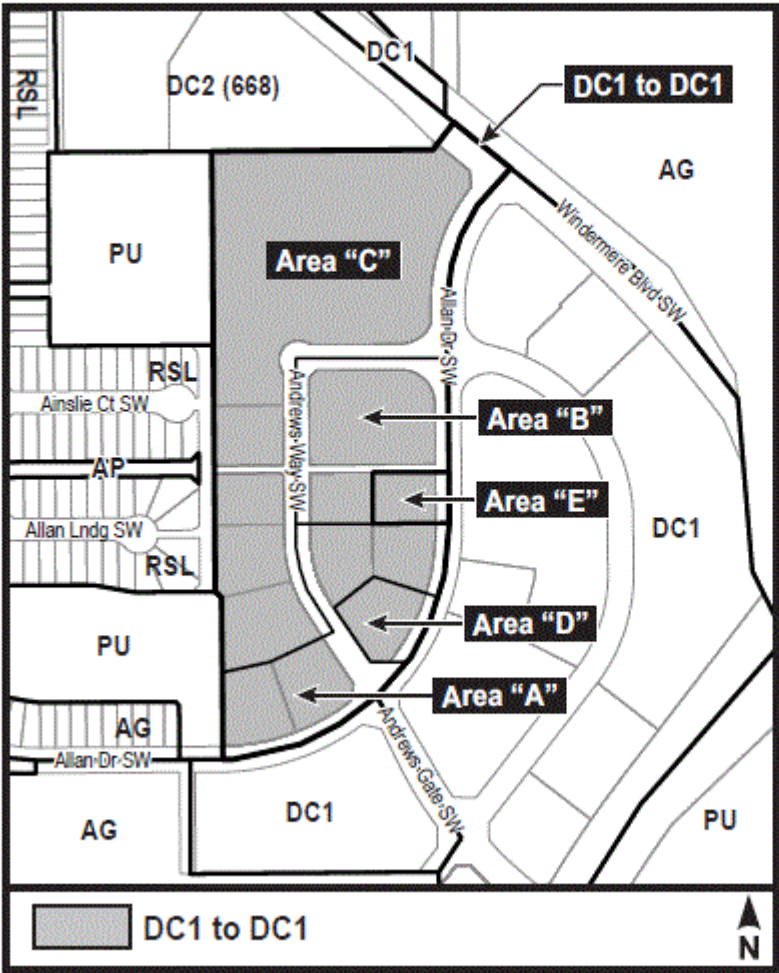 DC1
RSL
DC2 (668)
DC1 to DC1
AG
PU
Windermere Blvd SW
Area “C”
Allan Dr SW
RSL
Ainslie Ct SW
Andrews Way SW
Area “B”
AP
Area “E”
Allan Lndg SW
DC1
RSL
Area “D”
PU
Area “A”
AG
Allan Dr SW
Andrews Gate SW
DC1
AG
PU
DC1 to DC1
N